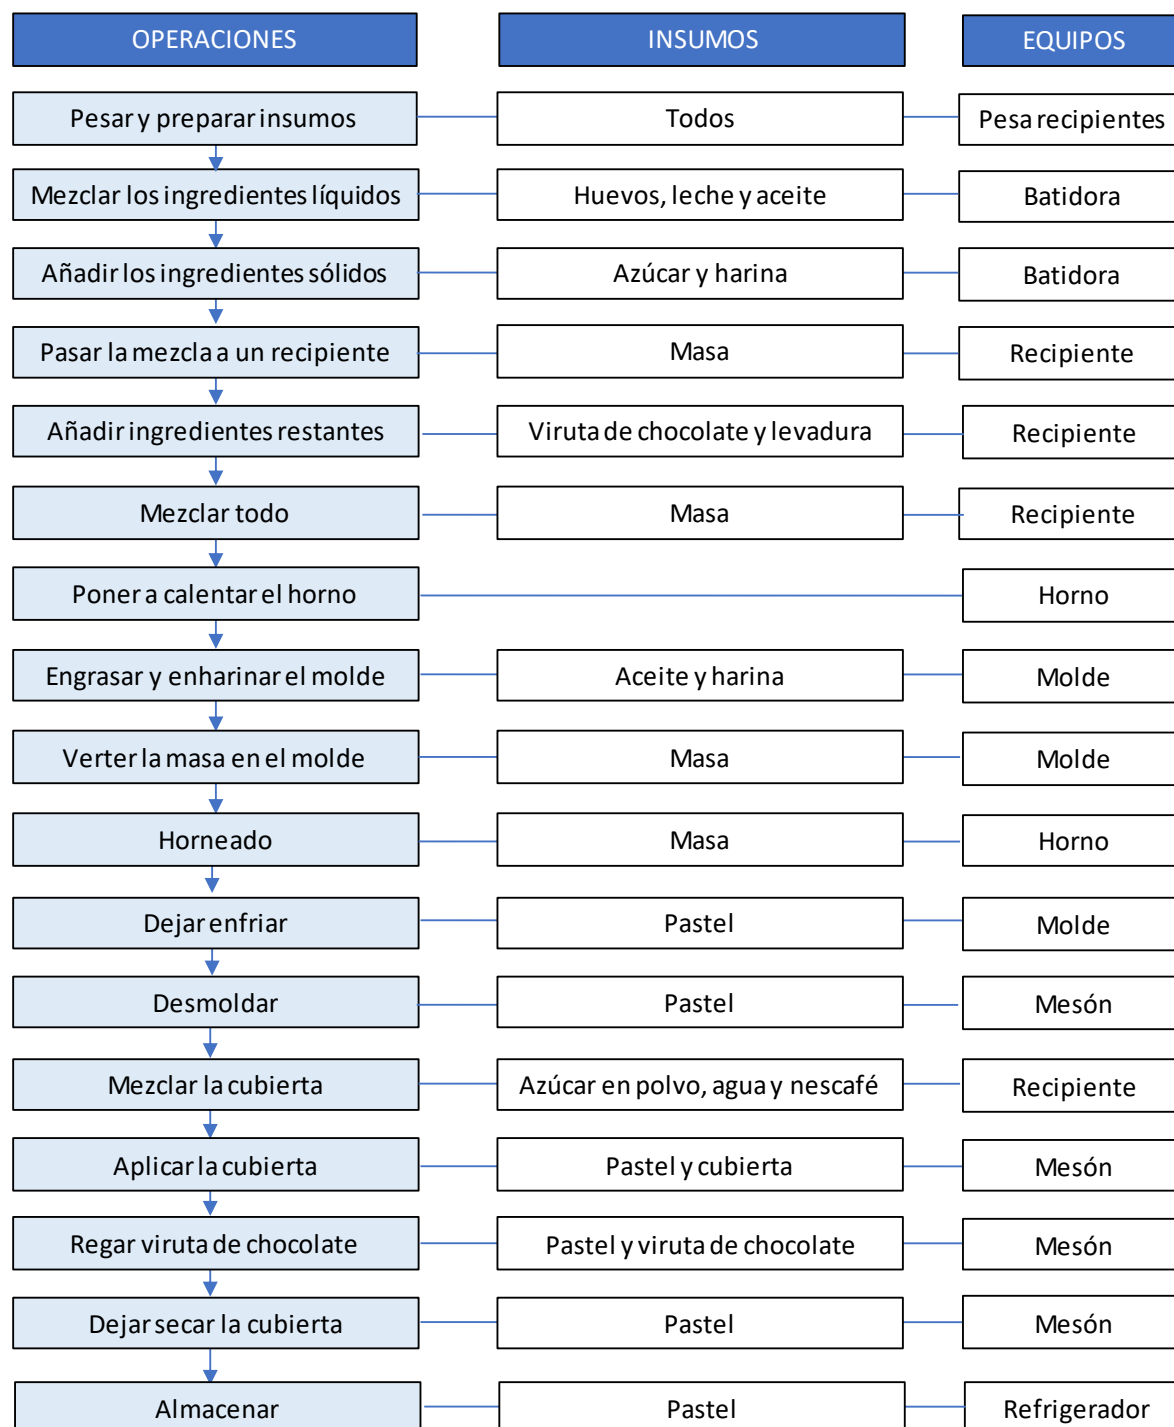 OPERACIONES INSUMOS EQUIPOS
Pesar y preparar insumos Todos Pesa recipientes
Mezclar los ingredientes líquidos Huevos, leche y aceite Batidora
Añadir los ingredientes sólidos Azúcar y harina Batidora
Pasar la mezcla a un recipiente Masa Recipiente
Añadir ingredientes restantes Viruta de chocolate y levadura Recipiente
Mezclar todo Masa Recipiente
Poner a calentar el horno Horno
Engrasar y enharinar el molde Aceite y harina Molde
Verter la masa en el molde Masa Molde
Horneado Masa Horno
Dejar enfriar Pastel Molde
Desmoldar Pastel Mesón
Mezclar la cubierta Azúcar en polvo, agua y nescafé Recipiente
Aplicar la cubierta Pastel y cubierta Mesón
Regar viruta de chocolate Pastel y viruta de chocolate Mesón
Dejar secar la cubierta Pastel Mesón
Almacenar Pastel Refrigerador